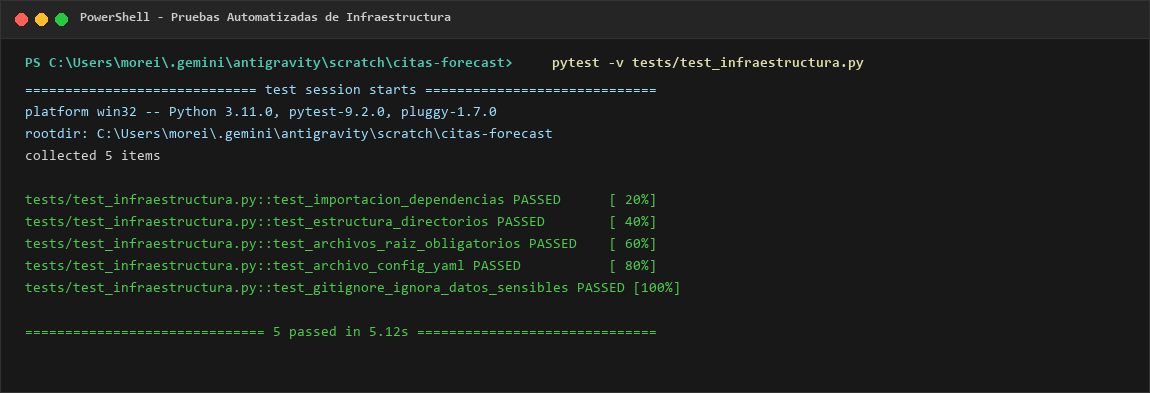 PowerShell - Pruebas Automatizadas de Infraestructura
PS C:\Users\morei\.gemini\antigravity\scratch\citas-forecast>     pytest -v tests/test_infraestructura.py
============================= test session starts =============================
platform win32 -- Python 3.11.0, pytest-9.2.0, pluggy-1.7.0
rootdir: C:\Users\morei\.gemini\antigravity\scratch\citas-forecast
collected 5 items
tests/test_infraestructura.py::test_importacion_dependencias PASSED      [ 20%]
tests/test_infraestructura.py::test_estructura_directorios PASSED        [ 40%]
tests/test_infraestructura.py::test_archivos_raiz_obligatorios PASSED    [ 60%]
tests/test_infraestructura.py::test_archivo_config_yaml PASSED           [ 80%]
tests/test_infraestructura.py::test_gitignore_ignora_datos_sensibles PASSED [100%]
============================== 5 passed in 5.12s ==============================